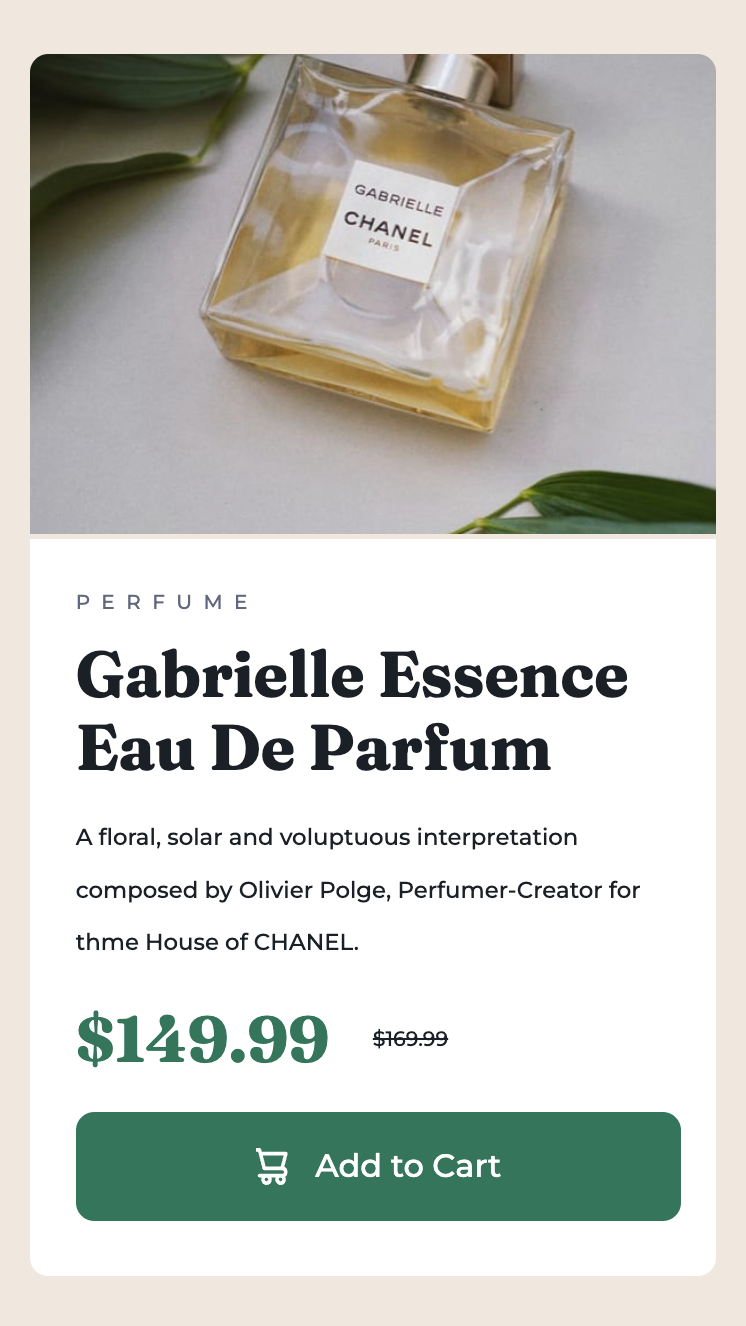 GABRIELLE
CHANEL
PARIS
PERFUME
Gabrielle Essence
Eau De Parfum
A floral, solar and voluptuous interpretation
composed by Olivier Polge, Perfumer-Creator for
thme House of CHANEL.
$149.99 $169.99
Add to Cart